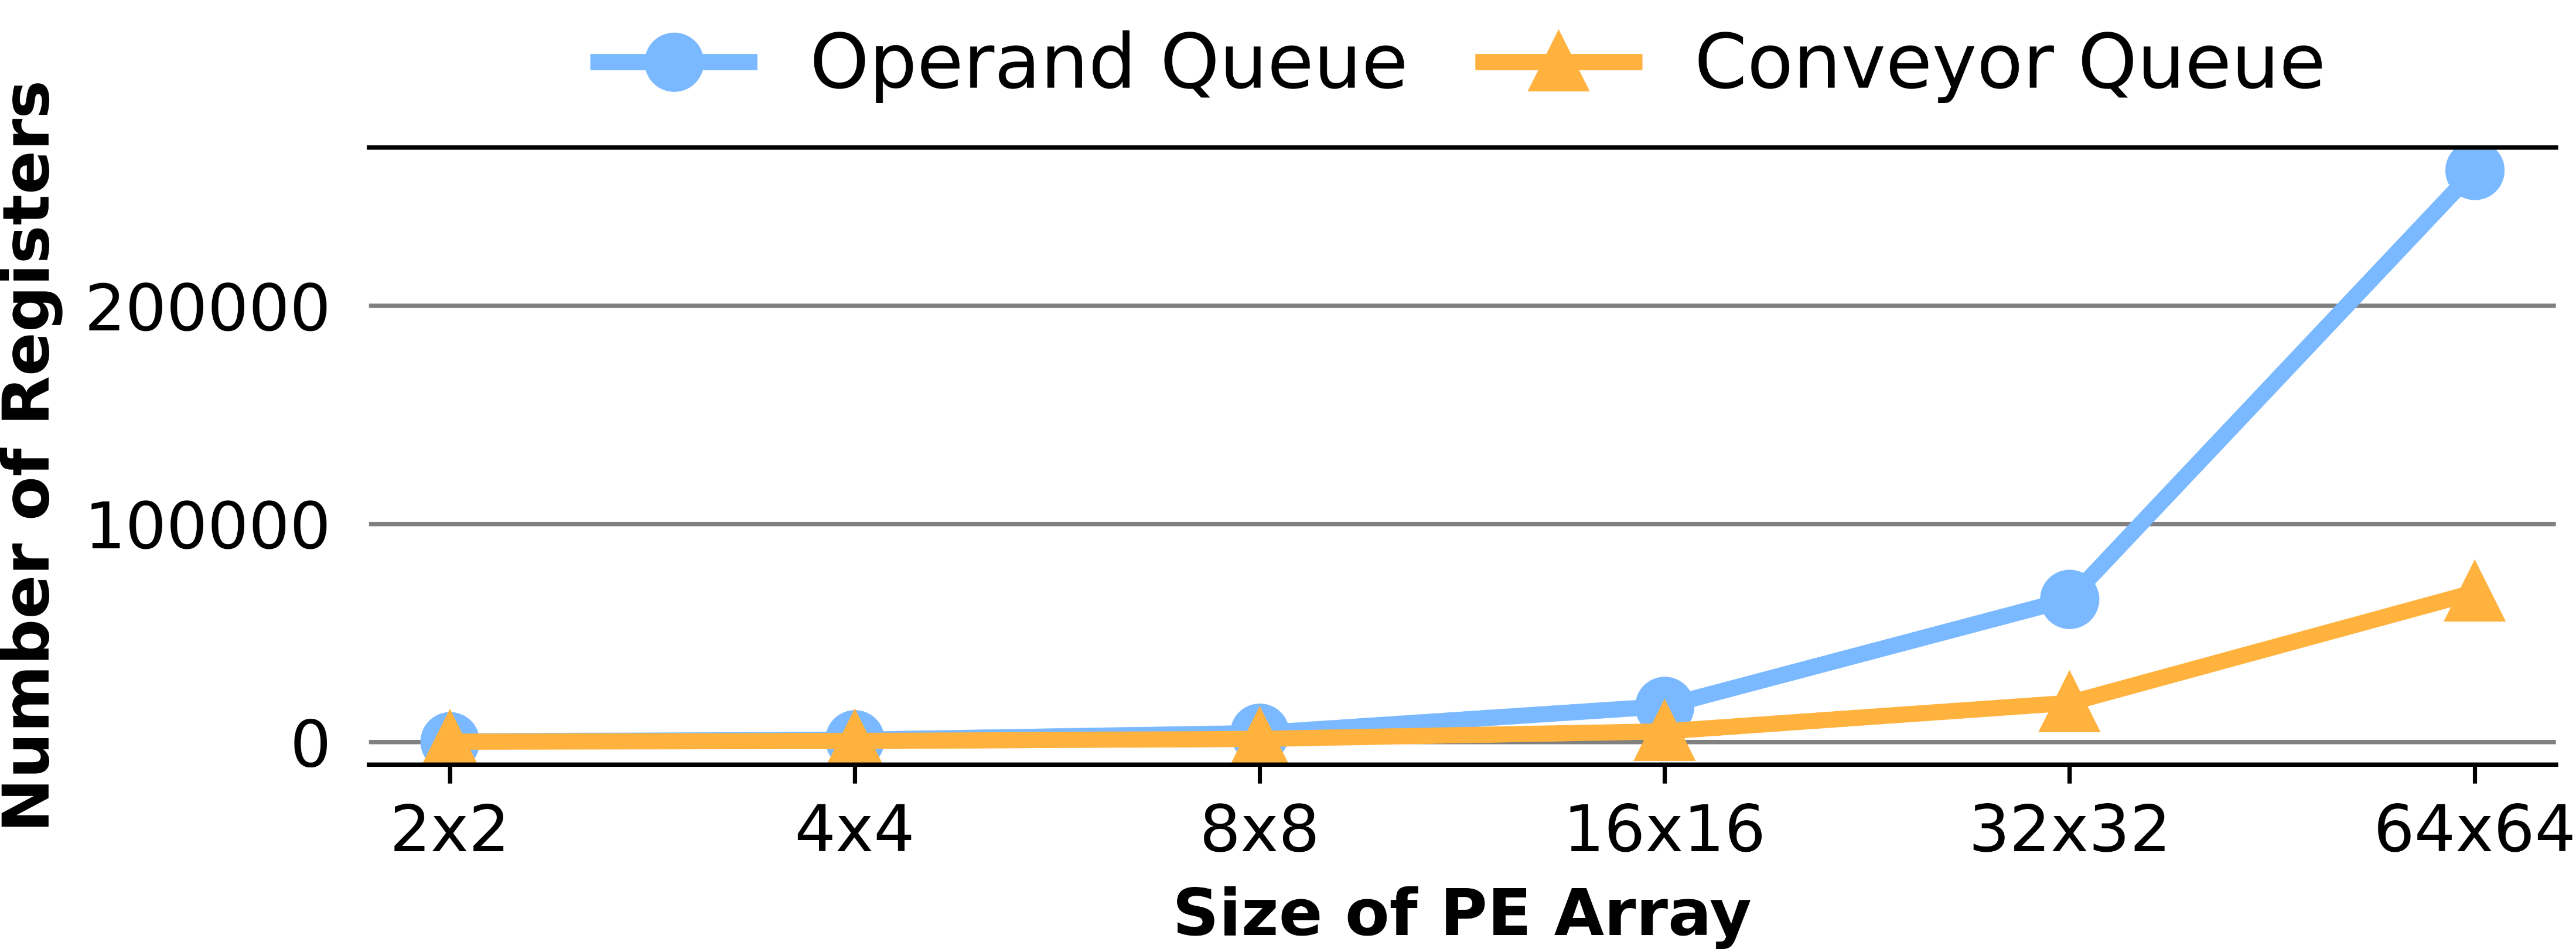 Operand Queue
Conveyor Queue
Number of Registers
200000
100000
0
2x2
4x4
8x8
16x16
32x32
64x64
Size of PE Array